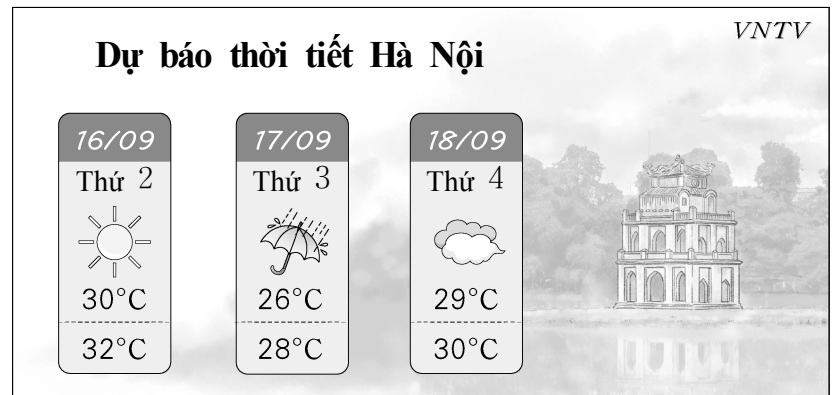 VNTV
Dự báo thời tiết Hà Nội
16/09
Thứ 2
30°C
32°C
17/09
Thứ 3
26°C
28°C
18/09
Thứ 4
29°C
30°C